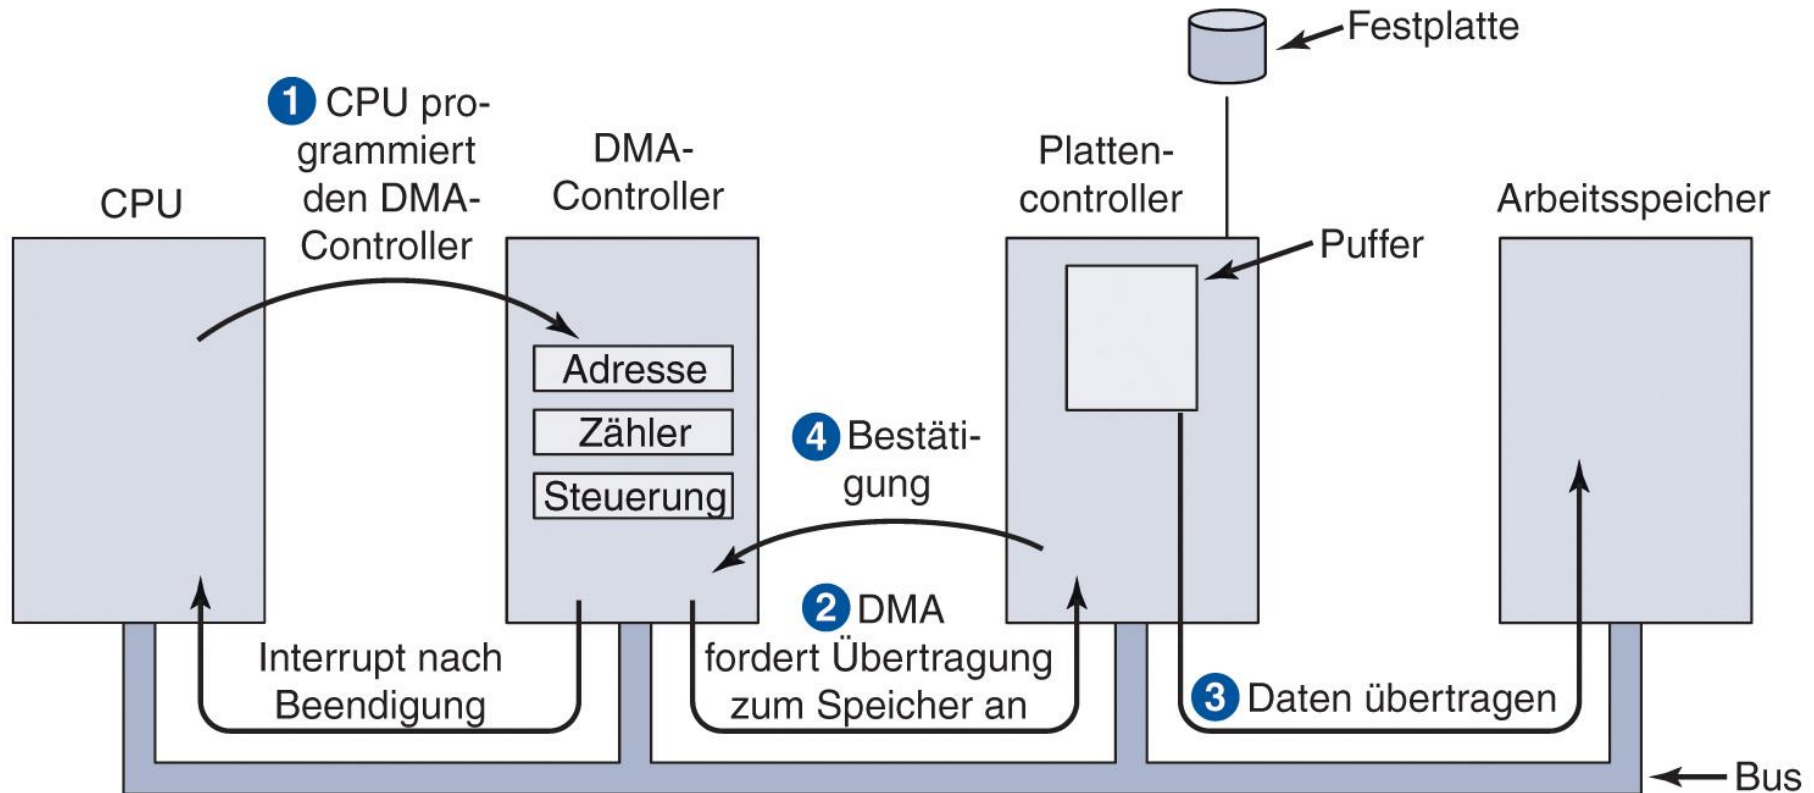 Festplatte
1 CPU pro-
grammiert
den DMA-
Controller
CPU
DMA-
Controller
Platten-
controller
Arbeitsspeicher
Puffer
Adresse
Zähler
Steuerung
4 Bestäti-
gung
Interrupt nach
Beendigung
2 DMA
fordert Übertragung
zum Speicher an
3 Daten übertragen
Bus